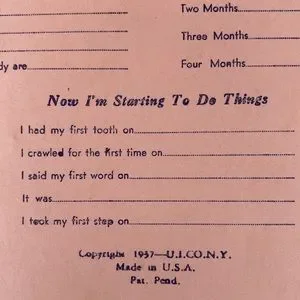 Two Months
Three Months
dy are
Four Months
Now I'm Starting To Do Things
I had my first tooth on
I crawled for the first time on
I said my first word on
It was
I took my first step on
Copyright 1937—U.I.CO.N.Y.
Made in U.S.A.
Pat. Pend.